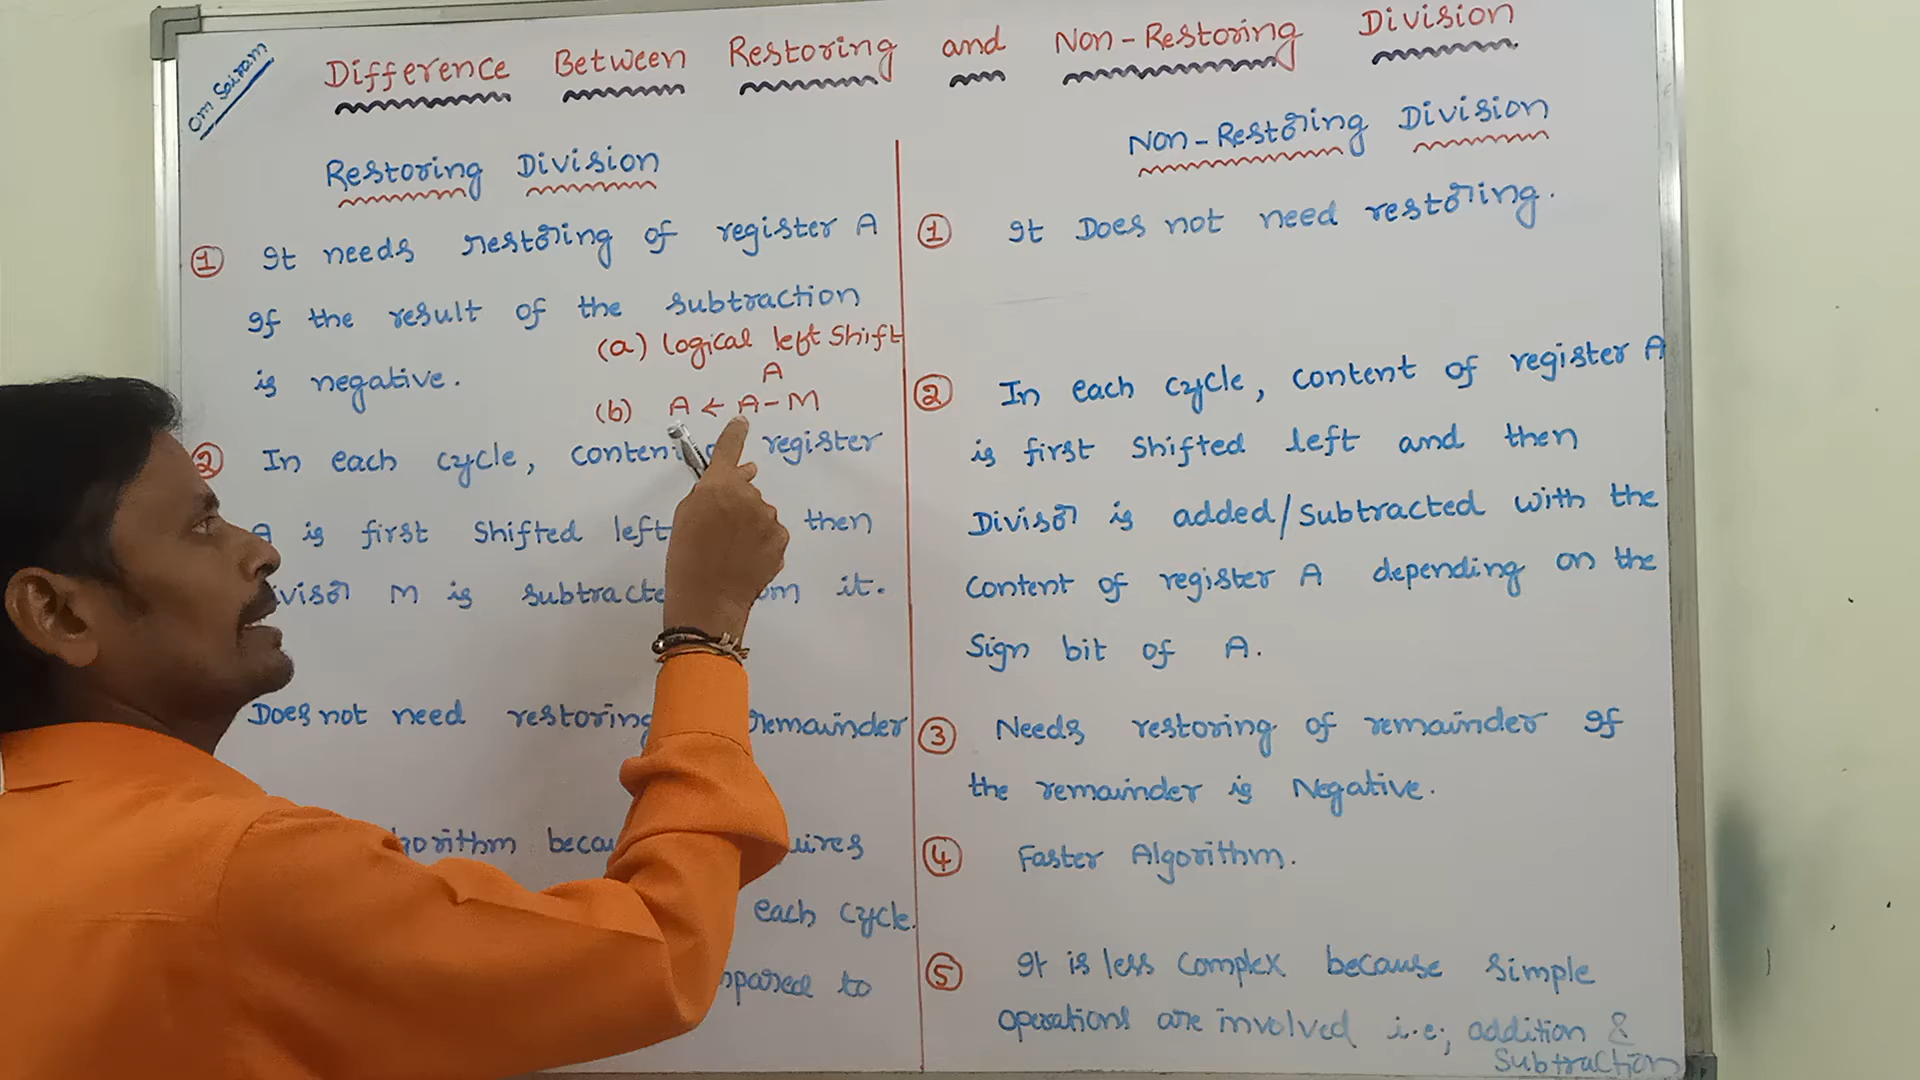 Om Sairam
Difference Between Restoring and Non-Restoring Division
Restoring Division
① It needs restoring of register A
If the result of the subtraction
is negative.
(a) Logical left Shift
A
(b) A ← A - M
② In each cycle, content register
A is first Shifted left then
M is subtracted it.
Does not need restoring remainder
each cycle.
to
Non-Restoring Division
① It Does not need restoring.
② In each cycle, content of register A
is first Shifted left and then
Divisor is added/Subtracted with the
content of register A depending on the
Sign bit of A.
③ Needs restoring of remainder If
the remainder is Negative.
④ Faster Algorithm.
⑤ It is less complex because simple
operations are involved i.e; addition &
Subtraction